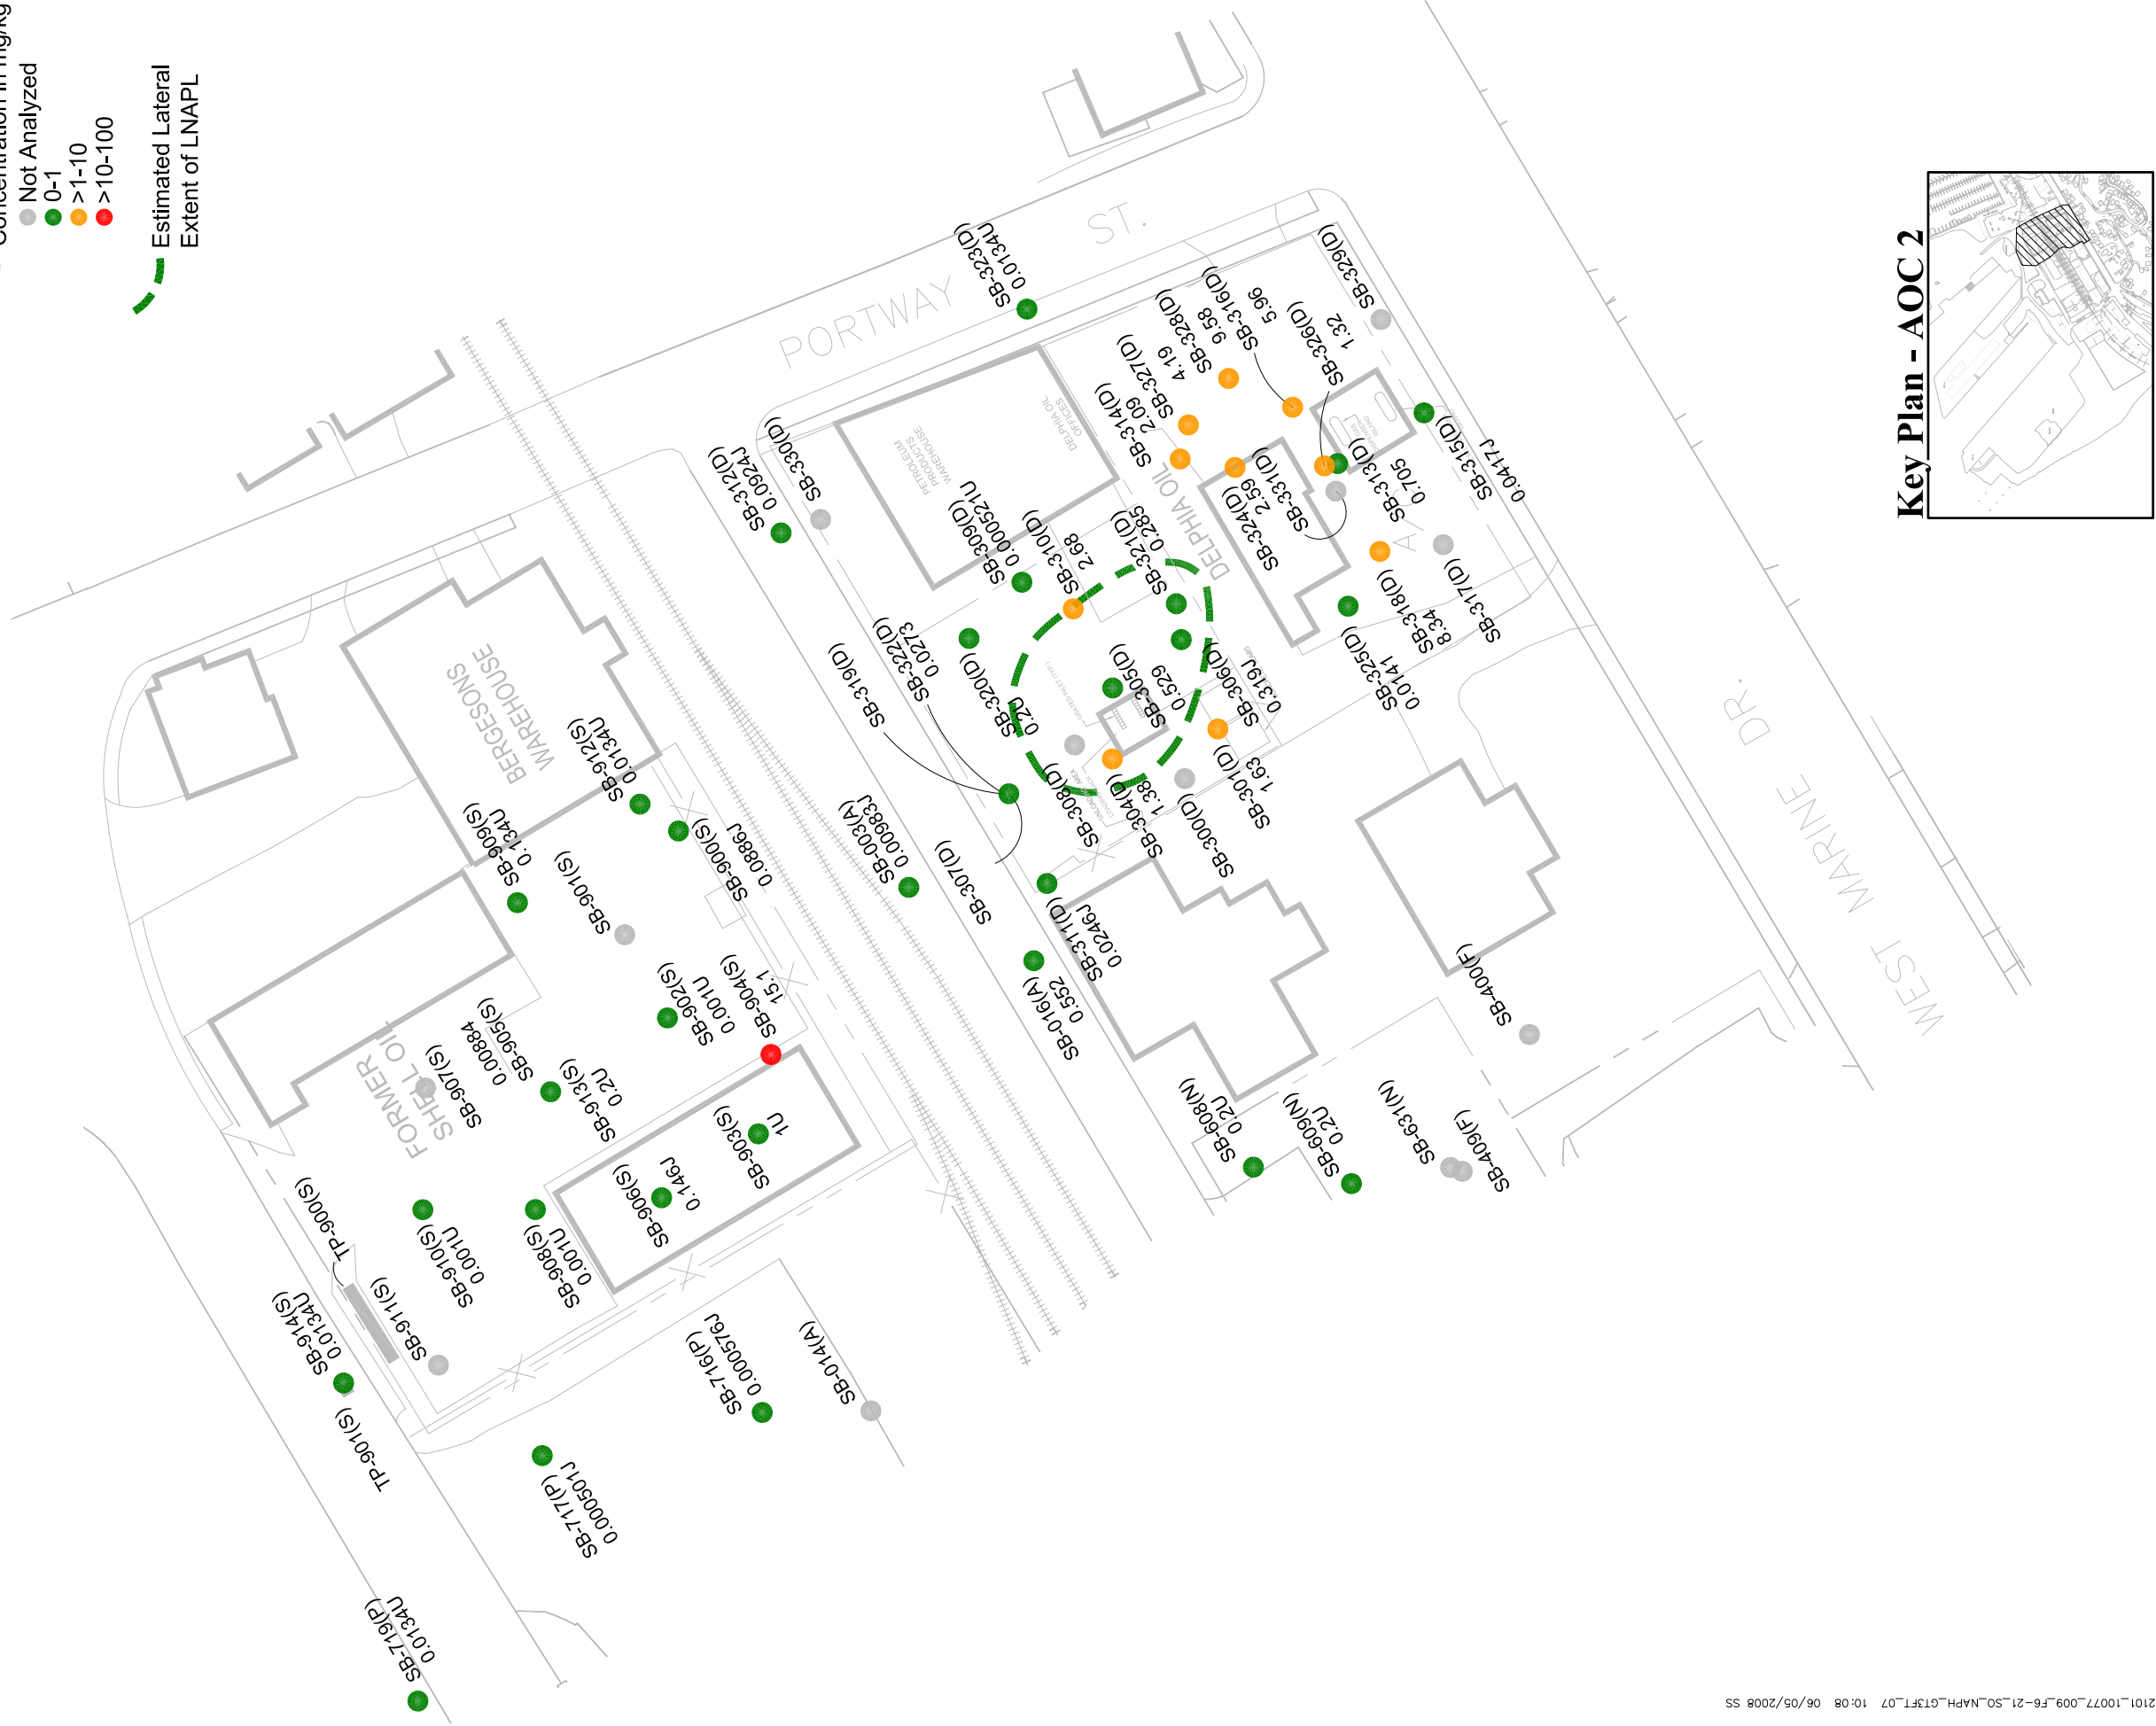 Not Analyzed
0-1
>1-10
>10-100
Estimated Lateral
Extent of LNAPL
PORTWAY ST.
WEST MARINE DR.
BERGESONS
WAREHOUSE
FORMER
SHELL OIL
PETROLEUM
PRODUCTS
WAREHOUSE
DELPHIA OIL
OFFICES
DELPHIA OIL
SB-323(D)
0.0134U
SB-312(D)
0.0924J
SB-330(D)
SB-309(D)
0.000521U
SB-310(D)
2.68
SB-321(D)
0.285
SB-314(D)
2.09
SB-327(D)
4.19
SB-328(D)
9.58
SB-316(D)
5.96
SB-326(D)
1.32
SB-329(D)
SB-324(D)
2.59
SB-331(D)
SB-313(D)
0.705
SB-315(D)
0.0417J
SB-317(D)
SB-318(D)
8.34
SB-325(D)
0.0141
SB-319(D)
SB-322(D)
0.0273
SB-320(D)
0.2U
SB-305(D)
0.529
SB-306(D)
0.319J
SB-301(D)
1.63
SB-300(D)
SB-304(D)
1.38
SB-308(D)
SB-307(D)
SB-003(A)
0.00983J
SB-311(D)
0.0246J
SB-016(A)
0.552
SB-912(S)
0.0134U
SB-909(S)
0.134U
SB-900(S)
0.0886J
SB-901(S)
SB-902(S)
0.001U
SB-904(S)
15.1
SB-905(S)
0.00884
SB-907(S)
SB-913(S)
0.2U
SB-903(S)
1U
SB-906(S)
0.146J
SB-908(S)
0.001U
SB-910(S)
0.001U
TP-900(S)
SB-911(S)
SB-914(S)
0.0134U
TP-901(S)
SB-716(P)
0.000576J
SB-014(A)
SB-717(P)
0.000501J
SB-719(P)
0.0134U
SB-608(N)
0.2U
SB-609(N)
0.2U
SB-631(N)
SB-409(F)
SB-400(F)
Key Plan - AOC 2
2101_10077_009_F6-21_SO_NAPH_GT3FT_07 10:08 06/05/2008 SS